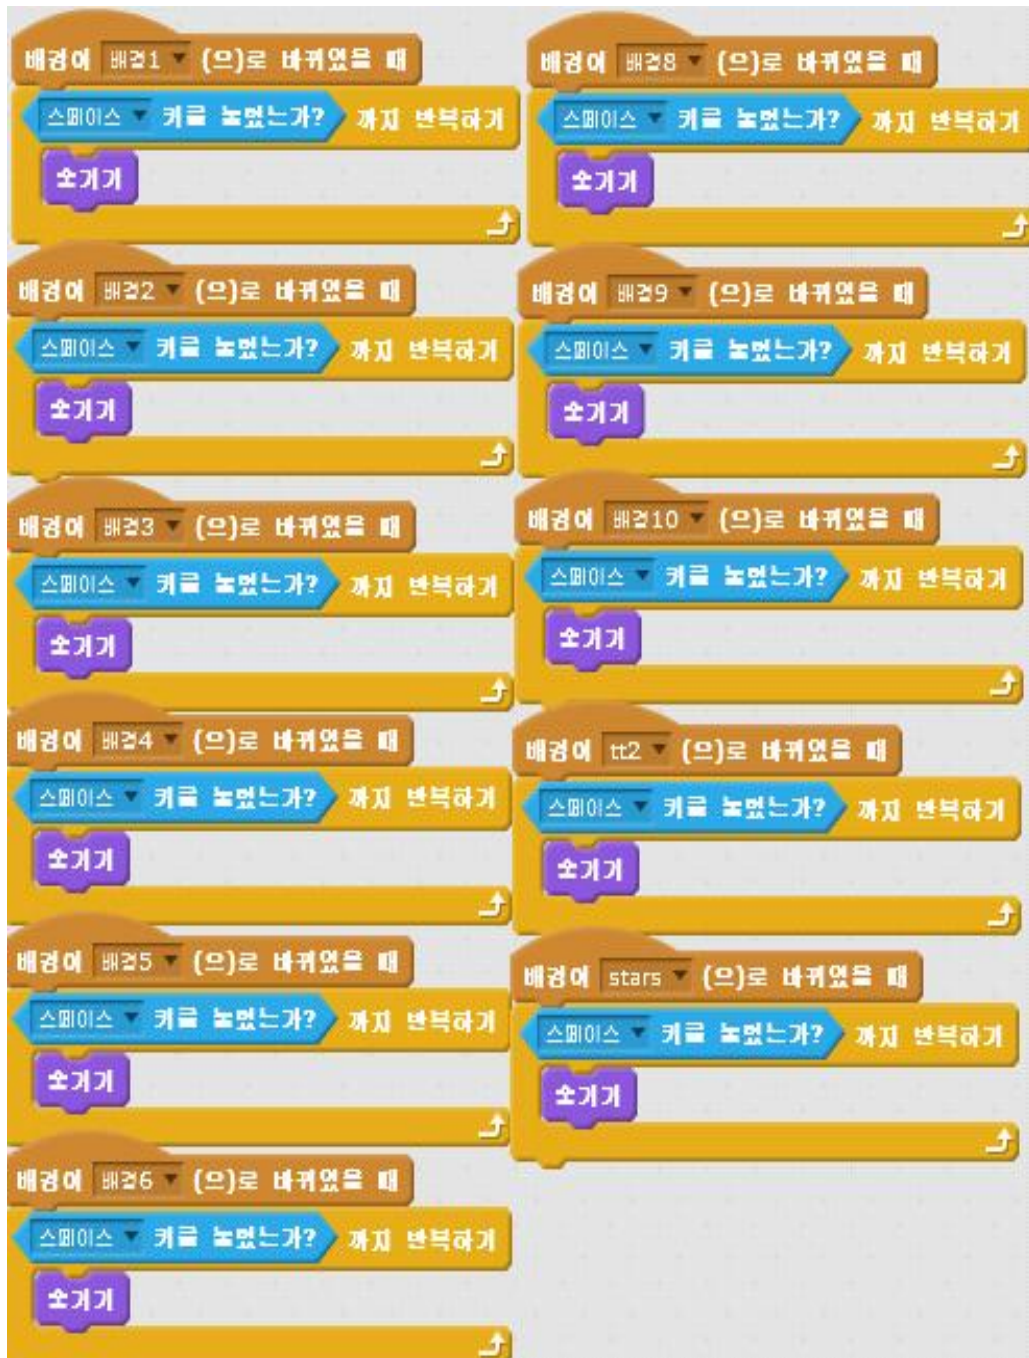 배경이 배경1 (으)로 바뀌었을 때
스페이스 키를 눌렀는가? 까지 반복하기
숨기기
배경이 배경2 (으)로 바뀌었을 때
스페이스 키를 눌렀는가? 까지 반복하기
숨기기
배경이 배경3 (으)로 바뀌었을 때
스페이스 키를 눌렀는가? 까지 반복하기
숨기기
배경이 배경4 (으)로 바뀌었을 때
스페이스 키를 눌렀는가? 까지 반복하기
숨기기
배경이 배경5 (으)로 바뀌었을 때
스페이스 키를 눌렀는가? 까지 반복하기
숨기기
배경이 배경6 (으)로 바뀌었을 때
스페이스 키를 눌렀는가? 까지 반복하기
숨기기
배경이 배경8 (으)로 바뀌었을 때
스페이스 키를 눌렀는가? 까지 반복하기
숨기기
배경이 배경9 (으)로 바뀌었을 때
스페이스 키를 눌렀는가? 까지 반복하기
숨기기
배경이 배경10 (으)로 바뀌었을 때
스페이스 키를 눌렀는가? 까지 반복하기
숨기기
배경이 tt2 (으)로 바뀌었을 때
스페이스 키를 눌렀는가? 까지 반복하기
숨기기
배경이 stars (으)로 바뀌었을 때
스페이스 키를 눌렀는가? 까지 반복하기
숨기기